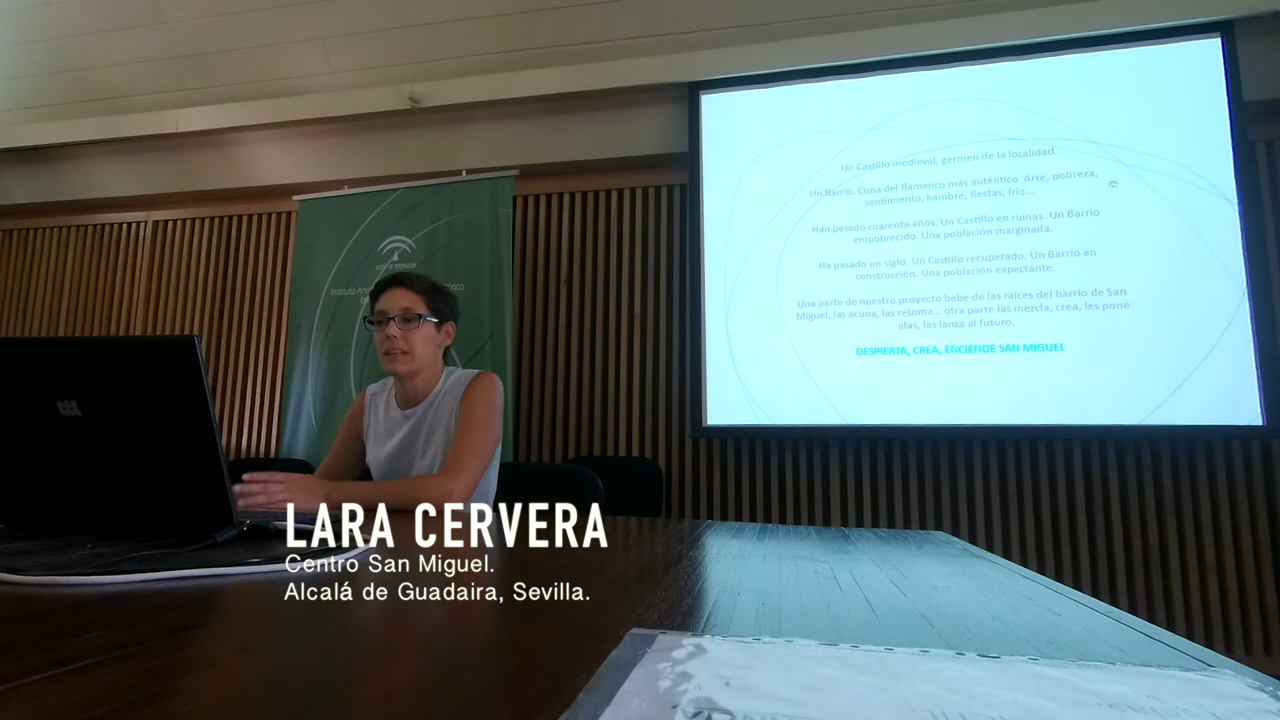 Un Castillo medieval, germen de la localidad.
Un Barrio. Cuna del flamenco más auténtico. Arte, pobreza,
sentimiento, hambre, fiestas, frío...
Han pasado cuarenta años. Un Castillo en ruinas. Un Barrio
empobrecido. Una población marginada.
Ha pasado un siglo. Un Castillo recuperado. Un Barrio en
construcción. Una población expectante.
Una parte de nuestro proyecto bebe de las raíces del barrio de San
Miguel, las acuna, las retoma... otra parte las mezcla, crea, les pone
alas, las lanza al futuro.
DESPIERTA, CREA, ENCIENDE SAN MIGUEL
Instituto
LARA CERVERA
Centro San Miguel.
Alcalá de Guadaira, Sevilla.